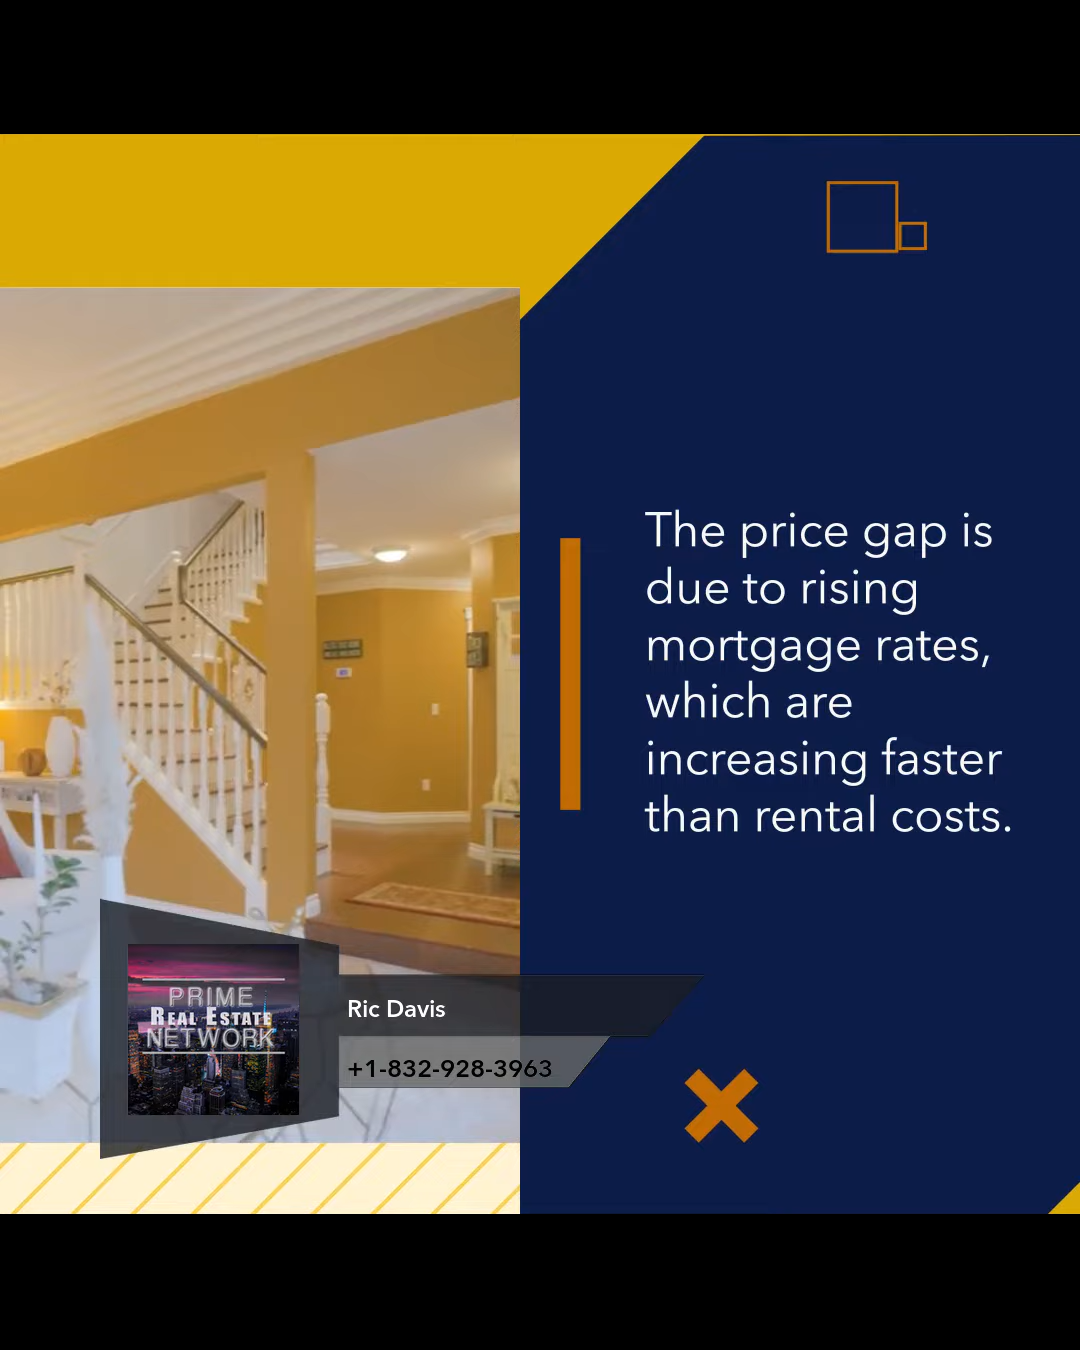 The price gap is
due to rising
mortgage rates,
which are
increasing faster
than rental costs.
PRIME
REAL ESTATE
NETWORK
Ric Davis
+1-832-928-3963